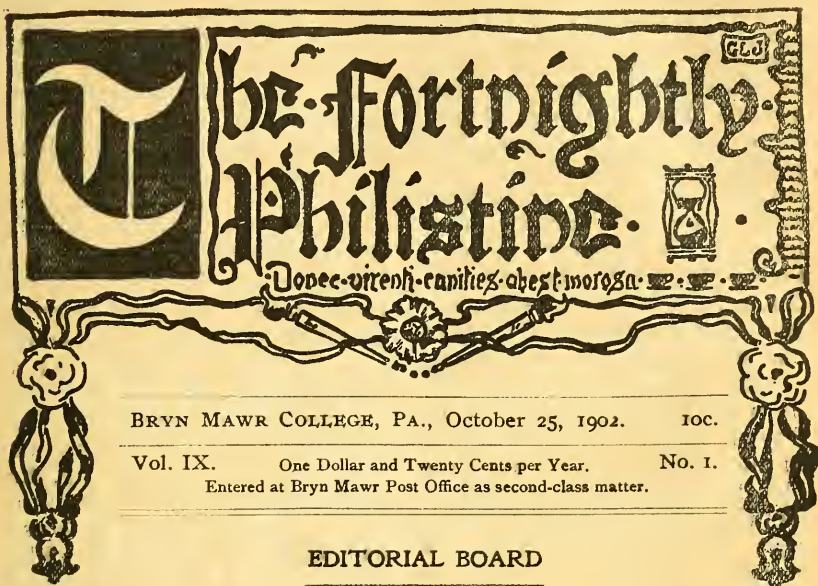 GLJ
The·Fortnightly·
Philistine·
·Donec·virenti·canities·abest·morosa·
BRYN MAWR COLLEGE, PA., October 25, 1902. 10c.
Vol. IX. One Dollar and Twenty Cents per Year. No. 1.
Entered at Bryn Mawr Post Office as second-class matter.
EDITORIAL BOARD